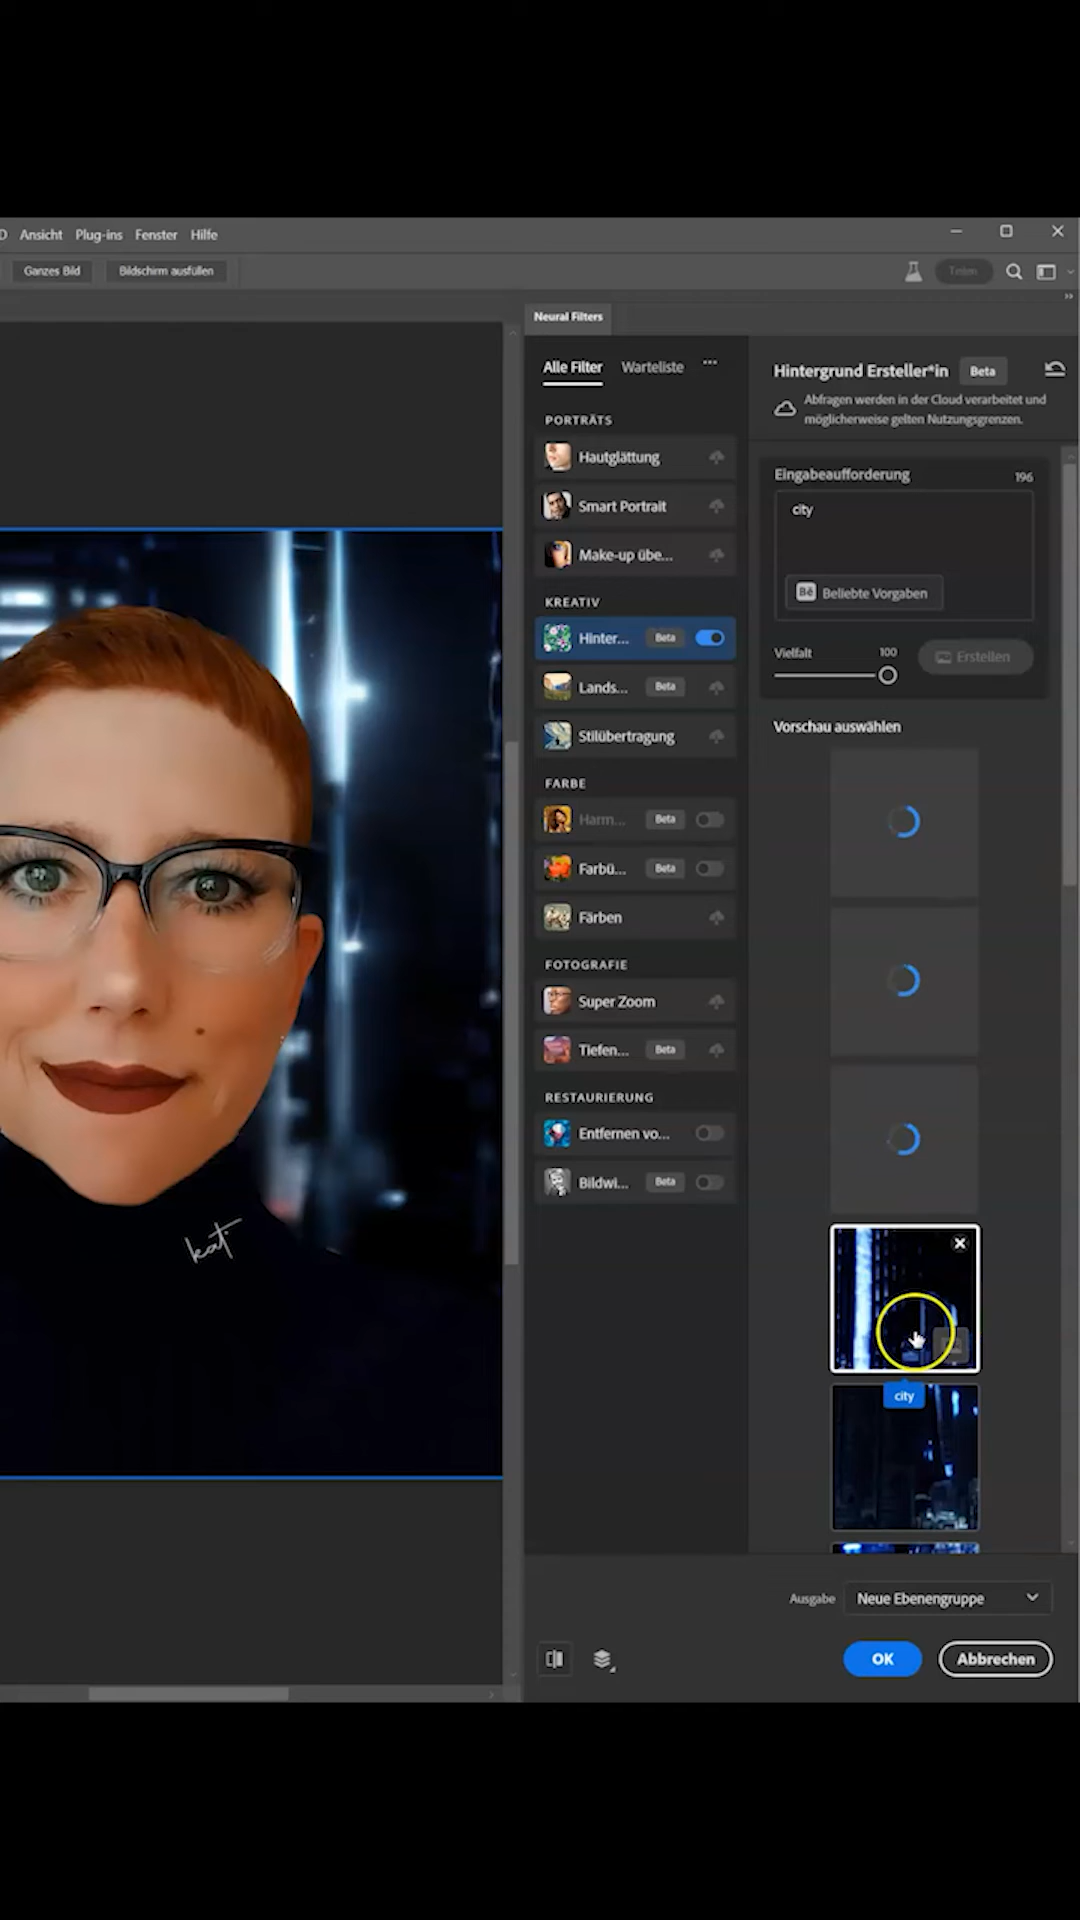 D Ansicht Plug-ins Fenster Hilfe
Ganzes Bild Bildschirm ausfüllen
Teilen
Neural Filters
Alle Filter Warteliste ...
PORTRÄTS
Hautglättung
Smart Portrait
Make-up übe...
KREATIV
Hinter... Beta
Lands... Beta
Stilübertragung
FARBE
Harm... Beta
Farbü... Beta
Färben
FOTOGRAFIE
Super Zoom
Tiefen... Beta
RESTAURIERUNG
Entfernen vo...
Bildwi... Beta
Hintergrund Ersteller*in Beta
Abfragen werden in der Cloud verarbeitet und
möglicherweise gelten Nutzungsgrenzen.
Eingabeaufforderung 196
city
Bē Beliebte Vorgaben
Vielfalt 100
Erstellen
Vorschau auswählen
city
kati
Ausgabe Neue Ebenengruppe
OK Abbrechen